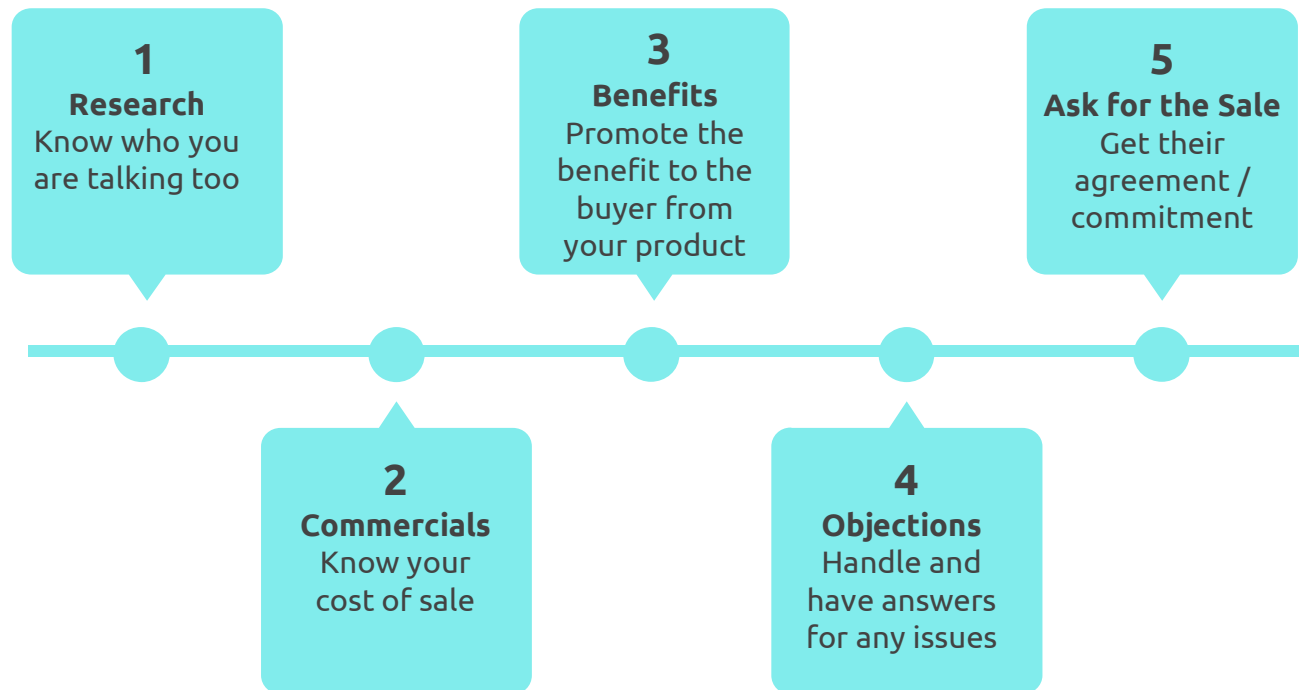 1
Research
Know who you
are talking too
2
Commercials
Know your
cost of sale
3
Benefits
Promote the
benefit to the
buyer from
your product
4
Objections
Handle and
have answers
for any issues
5
Ask for the Sale
Get their
agreement /
commitment